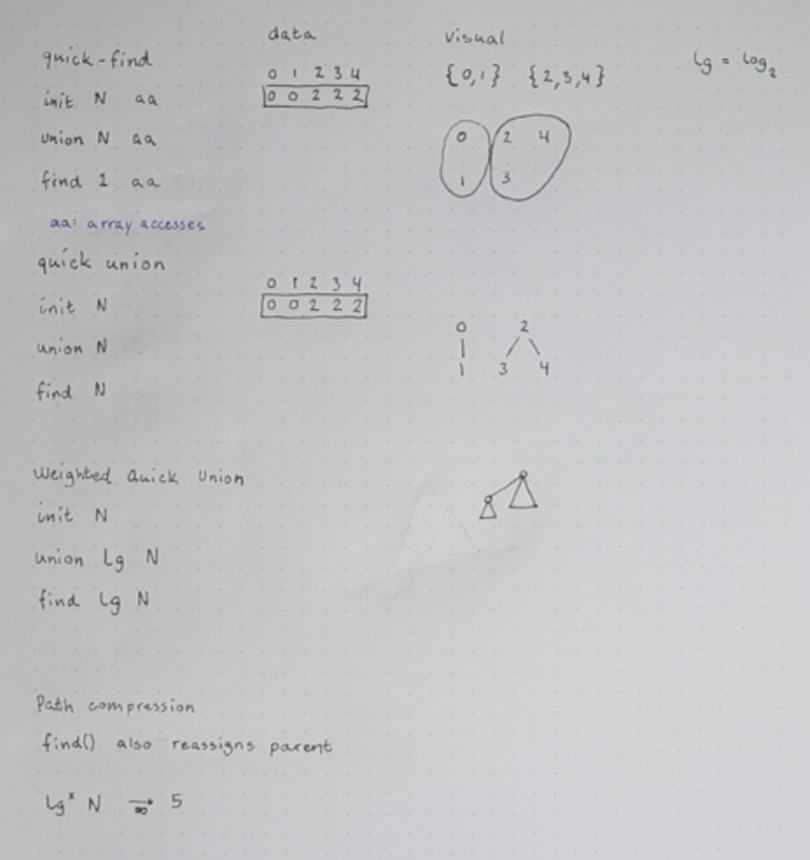 data visual
quick-find
0 1 2 3 4 {0,1} {2,3,4} lg = log₂
init N aa 0 0 2 2 2
union N aa 0 2 4
find 1 aa 1 3
aa: array accesses
quick union
0 1 2 3 4
init N 0 0 2 2 2
0 2
union N
1 3 4
find N
Weighted Quick Union
init N
union Lg N
find Lg N
Path compression
find() also reassigns parent
Lg* N →∞ 5